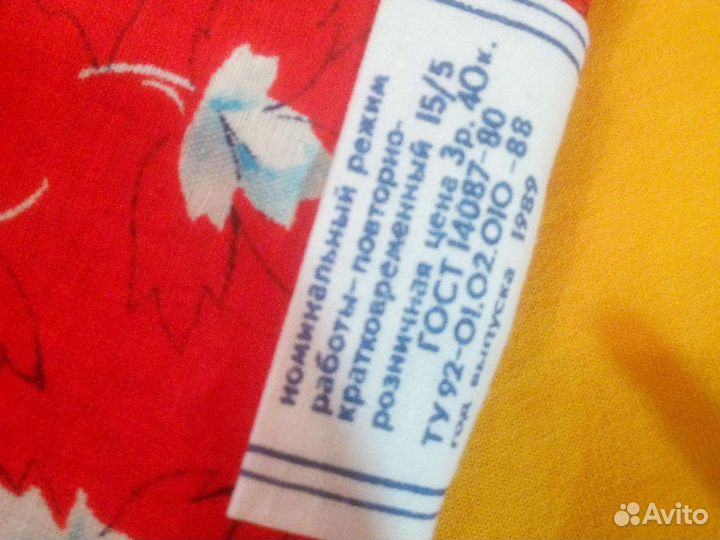 номинальный режим
работы-повторно-
кратковременный 15/5
розничная цена 3р. 40к.
ГОСТ 14087-80
ТУ 92-01.02.010-88
год выпуска 1989
Avito